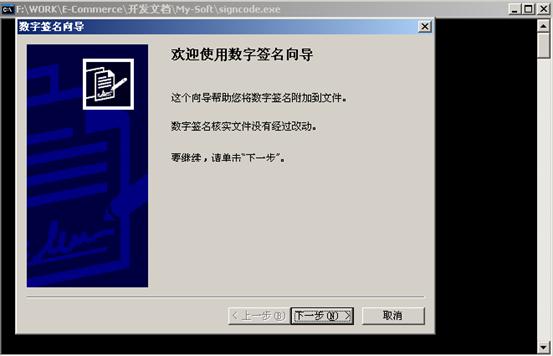 F:\WORK\E-Commerce\开发文档\My-Soft\signcode.exe
数字签名向导
欢迎使用数字签名向导
这个向导帮助您将数字签名附加到文件。
数字签名核实文件没有经过改动。
要继续，请单击“下一步”。
< 上一步(B) 下一步(N) > 取消